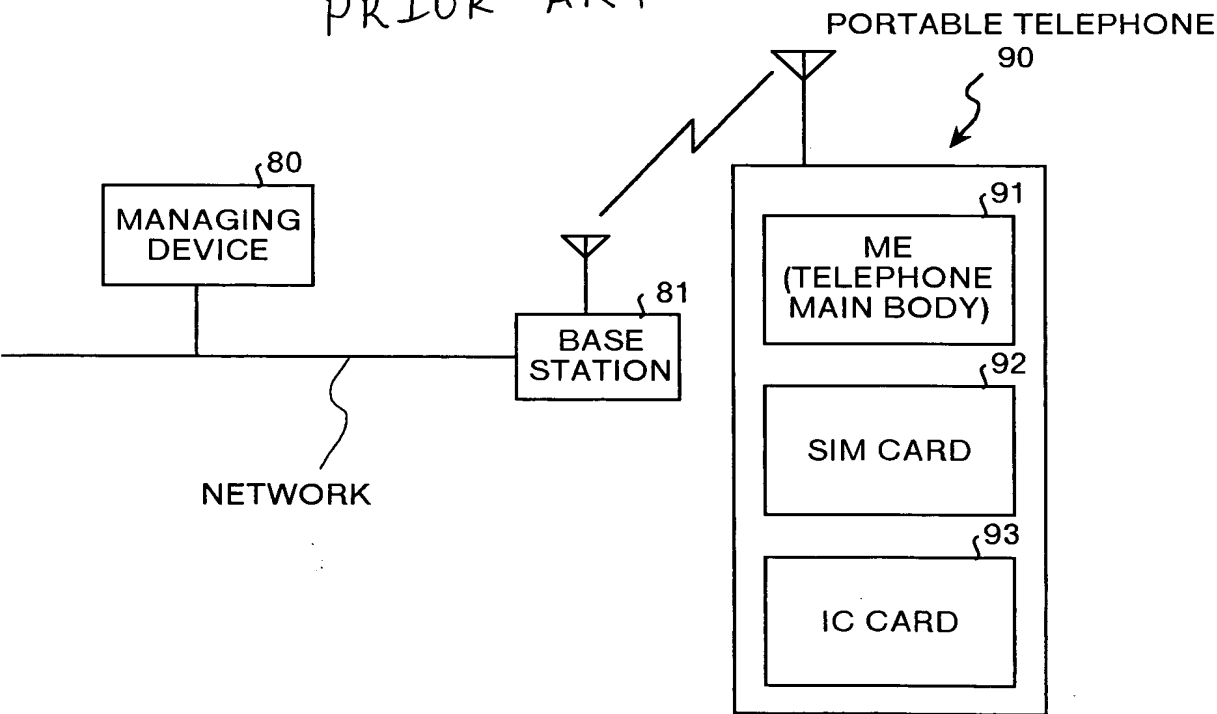 PRIOR ART
PORTABLE TELEPHONE
90
80
MANAGING
DEVICE
91
ME
(TELEPHONE
MAIN BODY)
81
BASE
STATION
92
SIM CARD
NETWORK
93
IC CARD